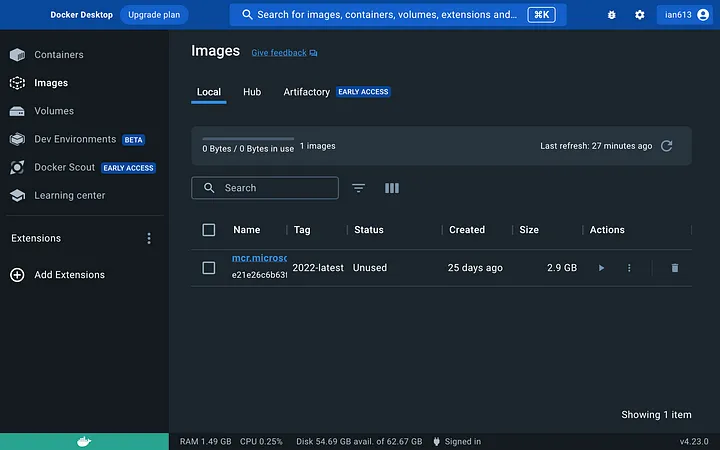 Docker Desktop Upgrade plan Search for images, containers, volumes, extensions and... ⌘K ian613
Containers
Images
Volumes
Dev Environments BETA
Docker Scout EARLY ACCESS
Learning center
Extensions
Add Extensions
Images Give feedback
Local Hub Artifactory EARLY ACCESS
0 Bytes / 0 Bytes in use 1 images Last refresh: 27 minutes ago
Search
Name Tag Status Created Size Actions
mcr.microsc 2022-latest Unused 25 days ago 2.9 GB
e21e26c6b63
Showing 1 item
RAM 1.49 GB CPU 0.25% Disk 54.69 GB avail. of 62.67 GB Signed in v4.23.0